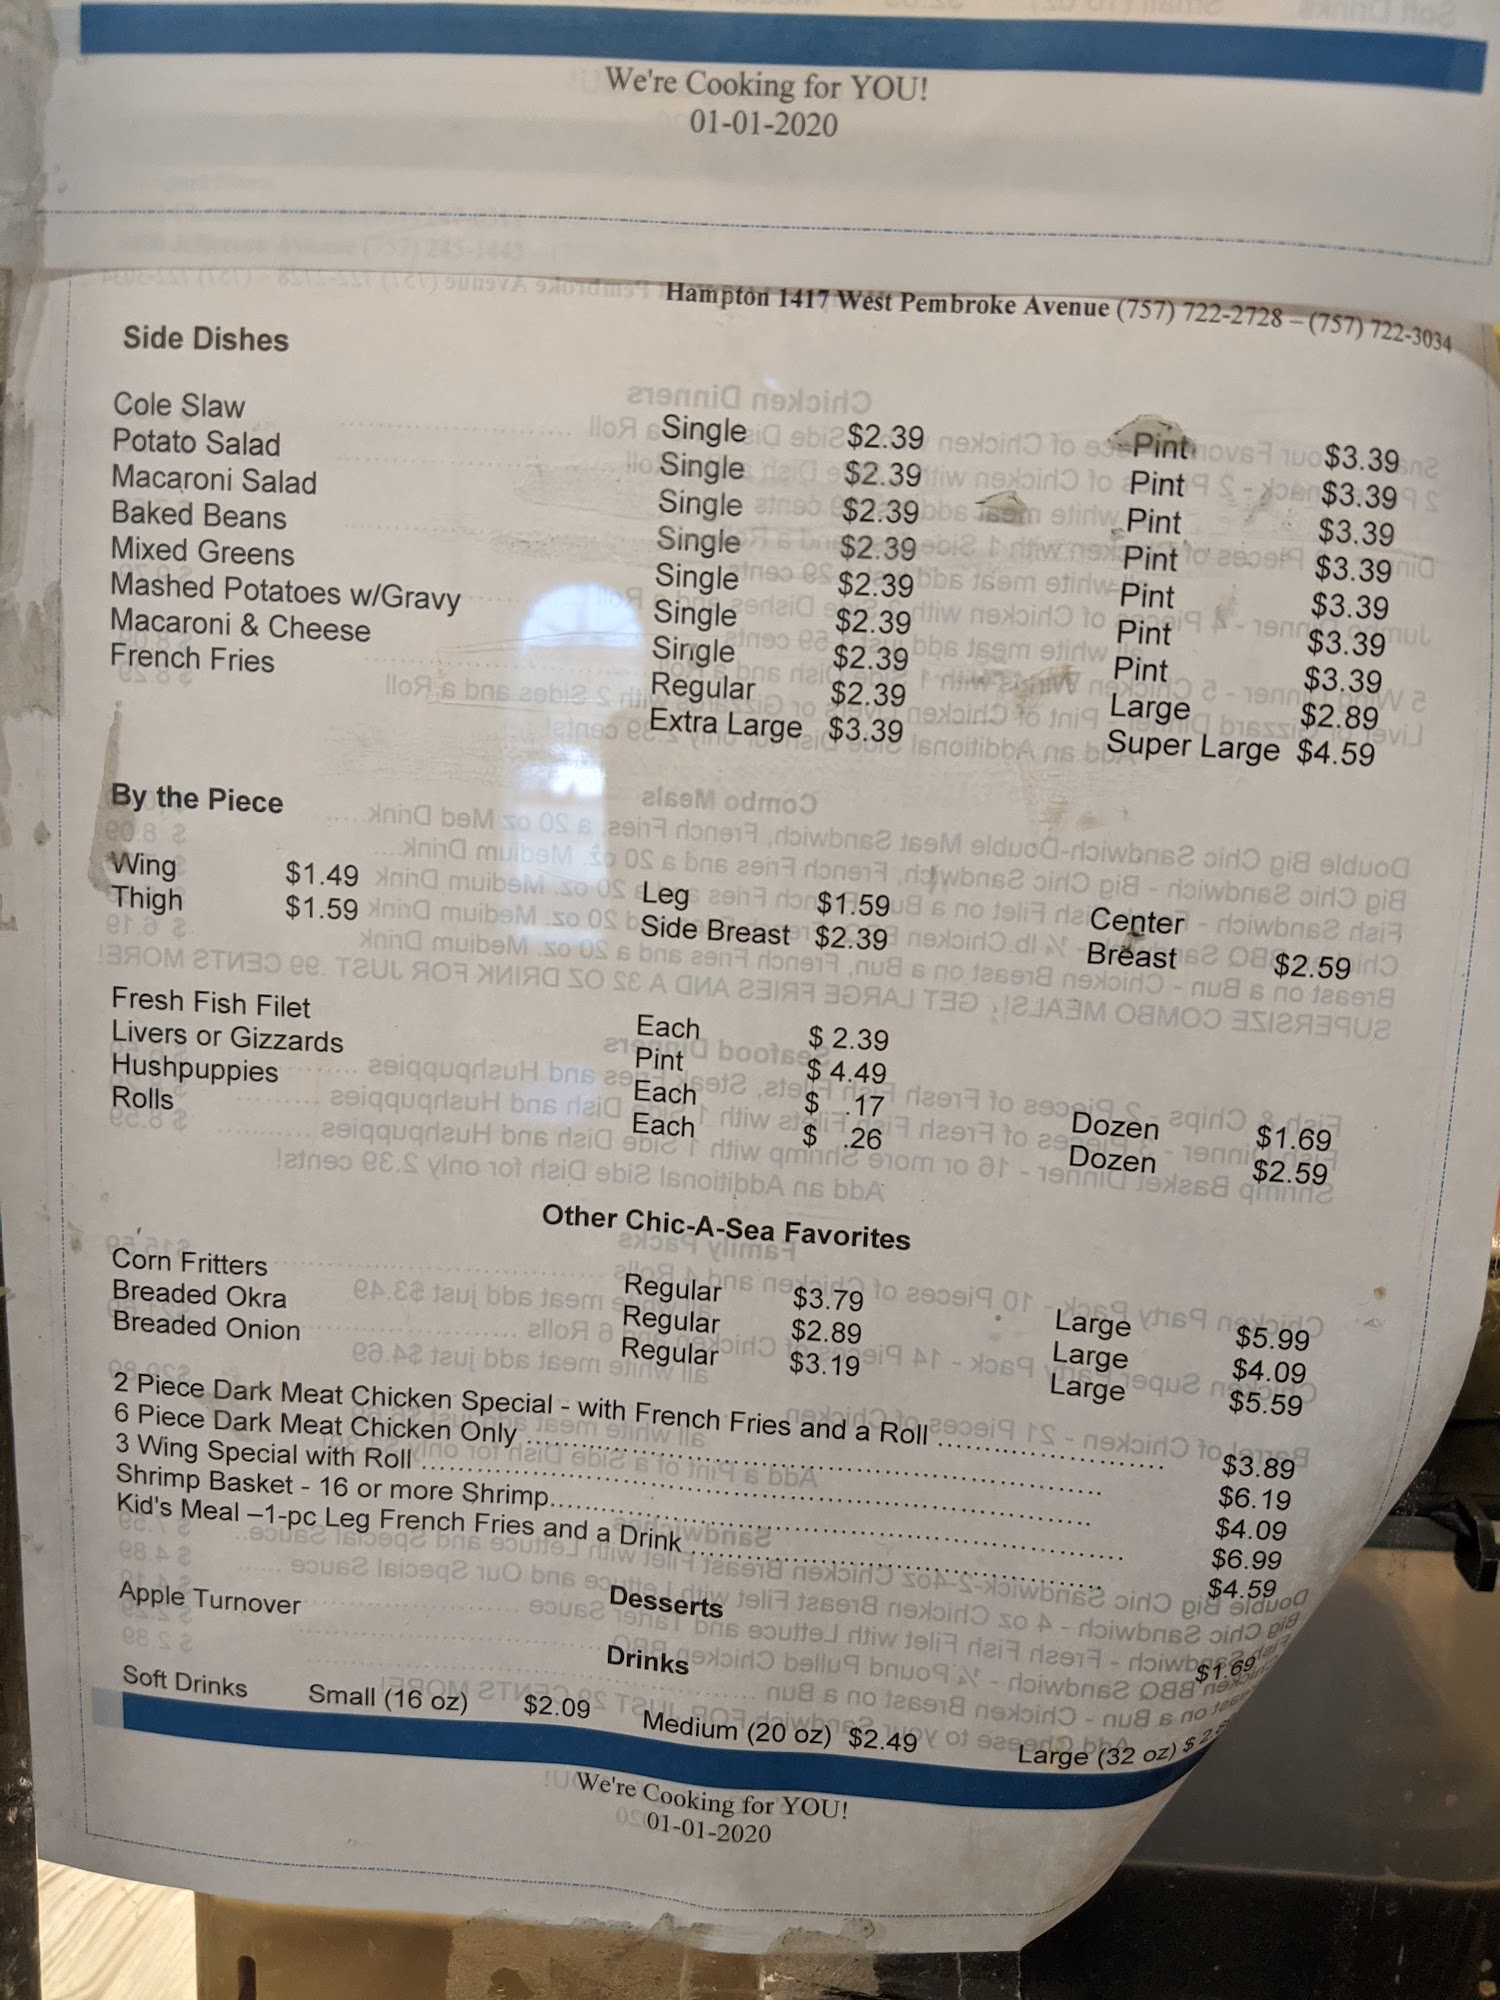 We're Cooking for YOU!
01-01-2020
Hampton 1417 West Pembroke Avenue (757) 722-2728 – (757) 722-3034
Side Dishes
Cole Slaw Single $2.39 Pint $3.39
Potato Salad Single $2.39 Pint $3.39
Macaroni Salad Single $2.39 Pint $3.39
Baked Beans Single $2.39 Pint $3.39
Mixed Greens Single $2.39 Pint $3.39
Mashed Potatoes w/Gravy Single $2.39 Pint $3.39
Macaroni & Cheese Single $2.39 Pint $3.39
French Fries Regular $2.39 Large $2.89
Extra Large $3.39 Super Large $4.59
By the Piece
Wing $1.49 Leg $1.59 Center
Thigh $1.59 Side Breast $2.39 Breast $2.59
Fresh Fish Filet Each $ 2.39
Livers or Gizzards Pint $ 4.49
Hushpuppies Each $ .17 Dozen $1.69
Rolls Each $ .26 Dozen $2.59
Other Chic-A-Sea Favorites
Corn Fritters Regular $3.79 Large $5.99
Breaded Okra Regular $2.89 Large $4.09
Breaded Onion Regular $3.19 Large $5.59
2 Piece Dark Meat Chicken Special - with French Fries and a Roll $3.89
6 Piece Dark Meat Chicken Only $6.19
3 Wing Special with Roll $4.09
Shrimp Basket - 16 or more Shrimp $6.99
Kid's Meal –1-pc Leg French Fries and a Drink $4.59
Desserts
Apple Turnover $1.69
Drinks
Soft Drinks Small (16 oz) $2.09 Medium (20 oz) $2.49 Large (32 oz) $
We're Cooking for YOU!
01-01-2020